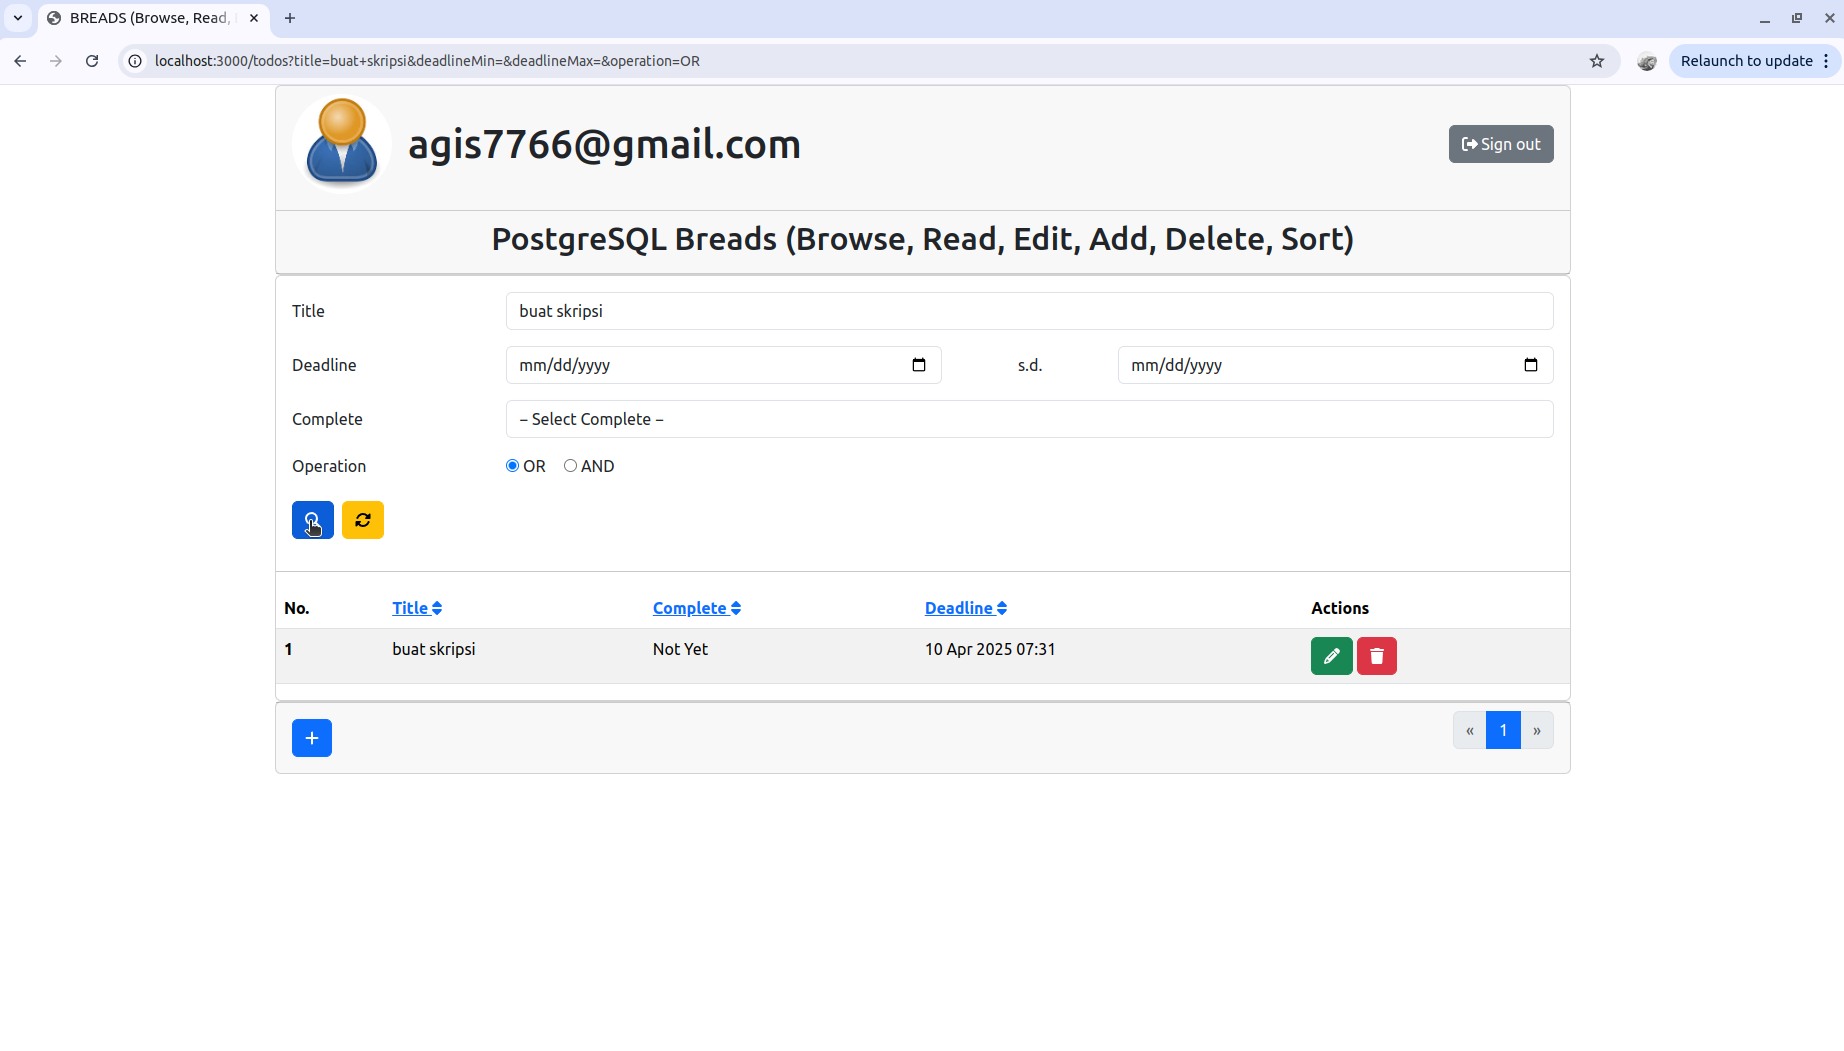 BREADS (Browse, Read,
localhost:3000/todos?title=buat+skripsi&deadlineMin=&deadlineMax=&operation=OR
Relaunch to update
agis7766@gmail.com
Sign out
PostgreSQL Breads (Browse, Read, Edit, Add, Delete, Sort)
Title
buat skripsi
Deadline
mm/dd/yyyy
s.d.
mm/dd/yyyy
Complete
– Select Complete –
Operation
OR
AND
No. Title Complete Deadline Actions
1 buat skripsi Not Yet 10 Apr 2025 07:31
« 1 »